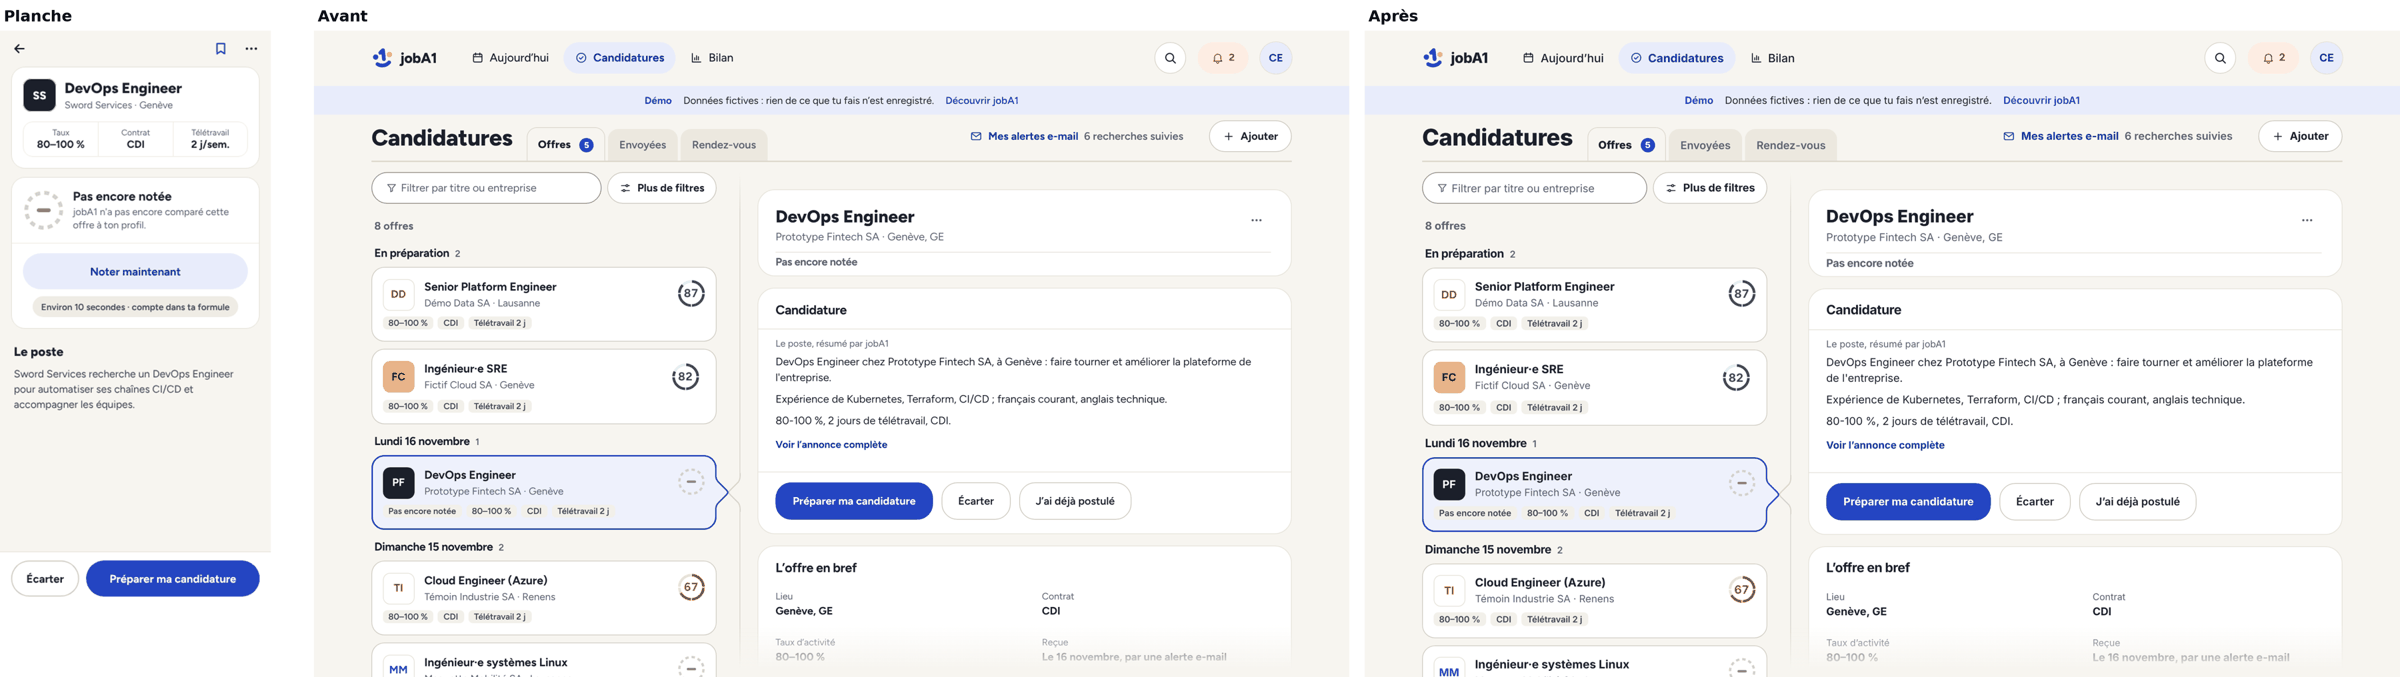 Planche
DevOps Engineer
SS
Sword Services · Genève
Taux
80–100 %
Contrat
CDI
Télétravail
2 j/sem.
Pas encore notée
jobA1 n'a pas encore comparé cette
offre à ton profil.
Noter maintenant
Environ 10 secondes · compte dans ta formule
Le poste
Sword Services recherche un DevOps Engineer
pour automatiser ses chaînes CI/CD et
accompagner les équipes.
Écarter
Préparer ma candidature
Avant
jobA1
Aujourd'hui
Candidatures
Bilan
2
CE
Démo Données fictives : rien de ce que tu fais n'est enregistré. Découvrir jobA1
Candidatures
Offres 5
Envoyées
Rendez-vous
Mes alertes e-mail 6 recherches suivies
+ Ajouter
Filtrer par titre ou entreprise
Plus de filtres
8 offres
En préparation 2
DD
Senior Platform Engineer
Démo Data SA · Lausanne
87
80–100 % CDI Télétravail 2 j
FC
Ingénieur·e SRE
Fictif Cloud SA · Genève
82
80–100 % CDI Télétravail 2 j
Lundi 16 novembre 1
PF
DevOps Engineer
Prototype Fintech SA · Genève
Pas encore notée 80–100 % CDI Télétravail 2 j
Dimanche 15 novembre 2
TI
Cloud Engineer (Azure)
Témoin Industrie SA · Renens
67
80–100 % CDI Télétravail 2 j
MM
Ingénieur·e systèmes Linux
DevOps Engineer
Prototype Fintech SA · Genève, GE
Pas encore notée
Candidature
Le poste, résumé par jobA1
DevOps Engineer chez Prototype Fintech SA, à Genève : faire tourner et améliorer la plateforme de
l'entreprise.
Expérience de Kubernetes, Terraform, CI/CD ; français courant, anglais technique.
80-100 %, 2 jours de télétravail, CDI.
Voir l'annonce complète
Préparer ma candidature
Écarter
J'ai déjà postulé
L'offre en bref
Lieu
Genève, GE
Contrat
CDI
Taux d'activité
80–100 %
Reçue
Le 16 novembre, par une alerte e-mail
Après
jobA1
Aujourd'hui
Candidatures
Bilan
2
CE
Démo Données fictives : rien de ce que tu fais n'est enregistré. Découvrir jobA1
Candidatures
Offres 5
Envoyées
Rendez-vous
Mes alertes e-mail 6 recherches suivies
+ Ajouter
Filtrer par titre ou entreprise
Plus de filtres
8 offres
En préparation 2
DD
Senior Platform Engineer
Démo Data SA · Lausanne
87
80–100 % CDI Télétravail 2 j
FC
Ingénieur·e SRE
Fictif Cloud SA · Genève
82
80–100 % CDI Télétravail 2 j
Lundi 16 novembre 1
PF
DevOps Engineer
Prototype Fintech SA · Genève
Pas encore notée 80–100 % CDI Télétravail 2 j
Dimanche 15 novembre 2
TI
Cloud Engineer (Azure)
Témoin Industrie SA · Renens
67
80–100 % CDI Télétravail 2 j
MM
Ingénieur·e systèmes Linux
DevOps Engineer
Prototype Fintech SA · Genève, GE
Pas encore notée
Candidature
Le poste, résumé par jobA1
DevOps Engineer chez Prototype Fintech SA, à Genève : faire tourner et améliorer la plateforme
de l'entreprise.
Expérience de Kubernetes, Terraform, CI/CD ; français courant, anglais technique.
80-100 %, 2 jours de télétravail, CDI.
Voir l'annonce complète
Préparer ma candidature
Écarter
J'ai déjà postulé
L'offre en bref
Lieu
Genève, GE
Contrat
CDI
Taux d'activité
80–100 %
Reçue
Le 16 novembre, par une alerte e-mail